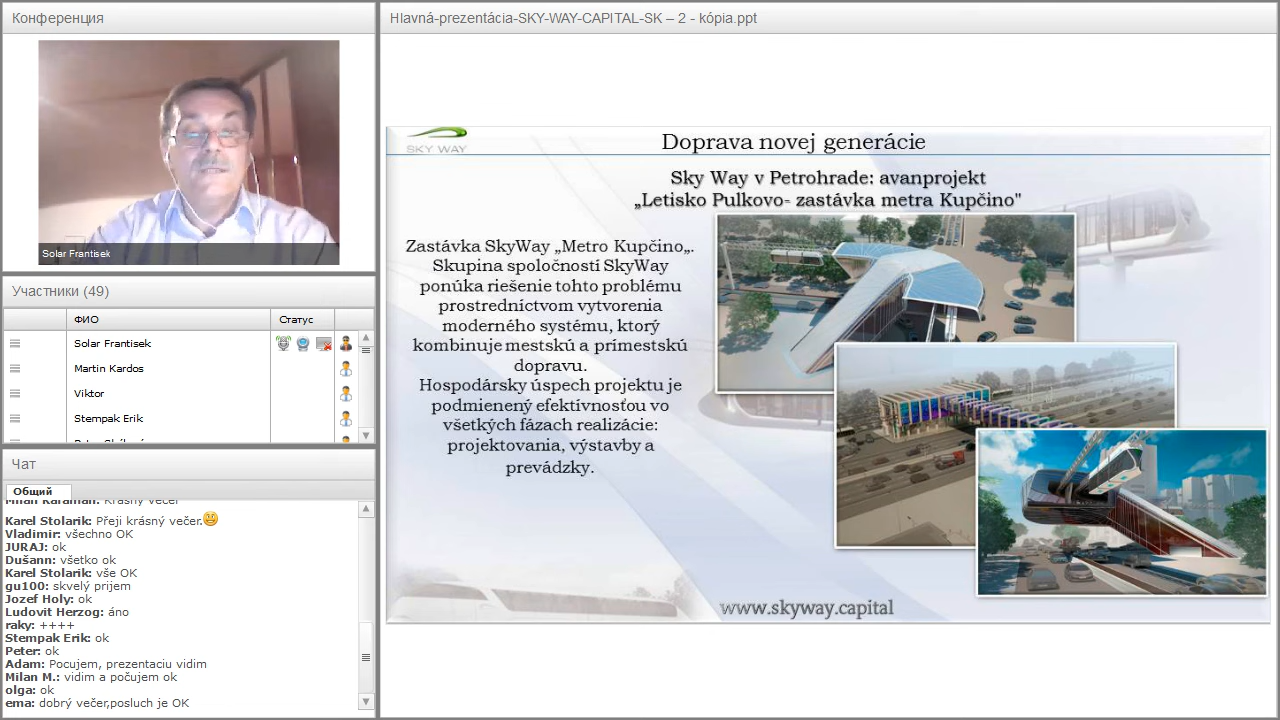 Конференция
Solar Frantisek
Участники (49)
ФИО
Статус
Solar Frantisek
Martin Kardos
Viktor
Stempak Erik
Чат
Общий
Milan Karaman: Krásny večer
Karel Stolarik: Přeji krásný večer.
Vladimir: všechno OK
JURAJ: ok
Dušann: všetko ok
Karel Stolarik: vše OK
gu100: skvelý prijem
Jozef Holy: ok
Ludovit Herzog: áno
raky: ++++
Stempak Erik: ok
Peter: ok
Adam: Pocujem, prezentaciu vidim
Milan M.: vidim a počujem ok
olga: ok
ema: dobrý večer,posluch je OK
Hlavná-prezentácia-SKY-WAY-CAPITAL-SK – 2 - kópia.ppt
SKY WAY
Doprava novej generácie
Sky Way v Petrohrade: avanprojekt
„Letisko Pulkovo- zastávka metra Kupčino"
Zastávka SkyWay „Metro Kupčino„.
Skupina spoločností SkyWay
ponúka riešenie tohto problému
prostredníctvom vytvorenia
moderného systému, ktorý
kombinuje mestskú a prímestskú
dopravu.
Hospodársky úspech projektu je
podmienený efektívnosťou vo
všetkých fázach realizácie:
projektovania, výstavby a
prevádzky.
www.skyway.capital